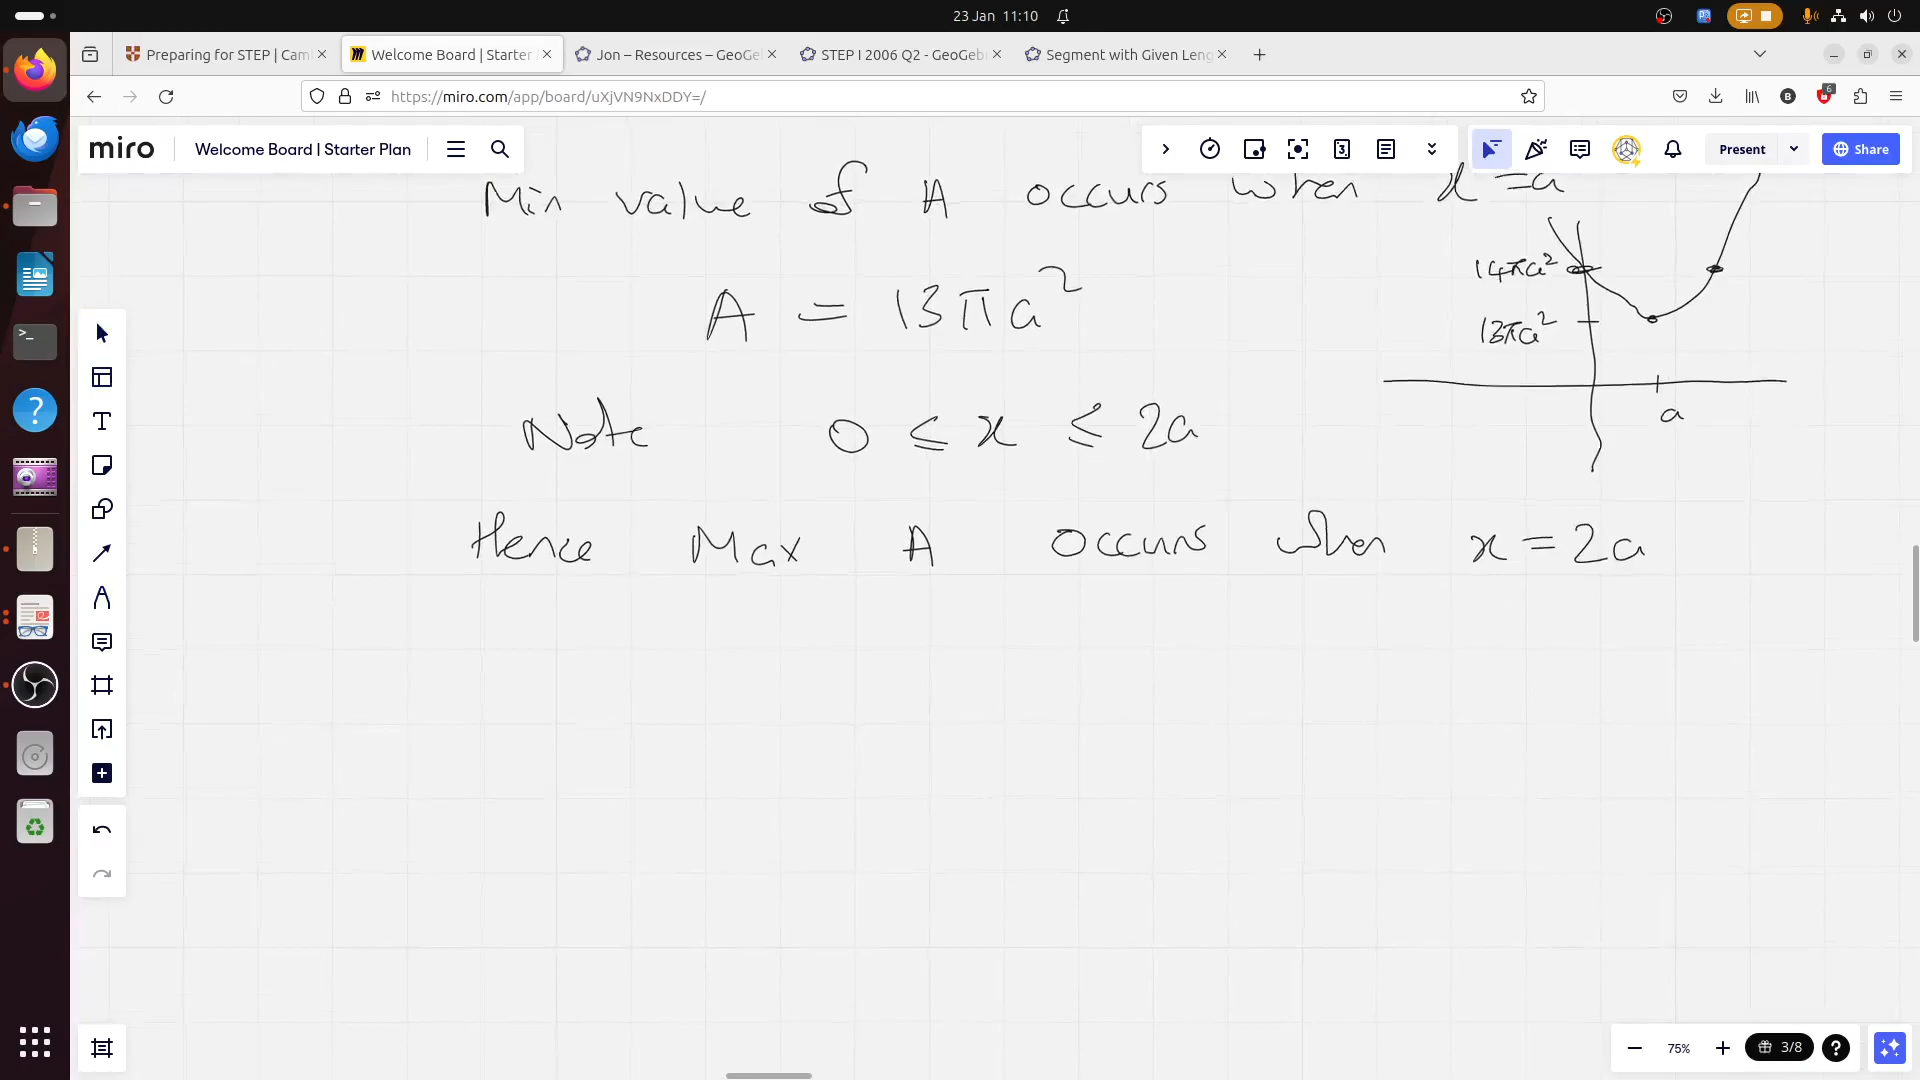 23 Jan 11:10
Preparing for STEP | Cam
Welcome Board | Starter
Jon – Resources – GeoGe
STEP I 2006 Q2 - GeoGeb
Segment with Given Leng
https://miro.com/app/board/uXjVN9NxDDY=/
6
miro
Welcome Board | Starter Plan
3
Present
Share
Min value of A occurs when x = a
14πa²
A = 13πa²
13πa²
a
Note 0 ≤ x ≤ 2a
Hence Max A occurs when x = 2a
75%
3/8
?